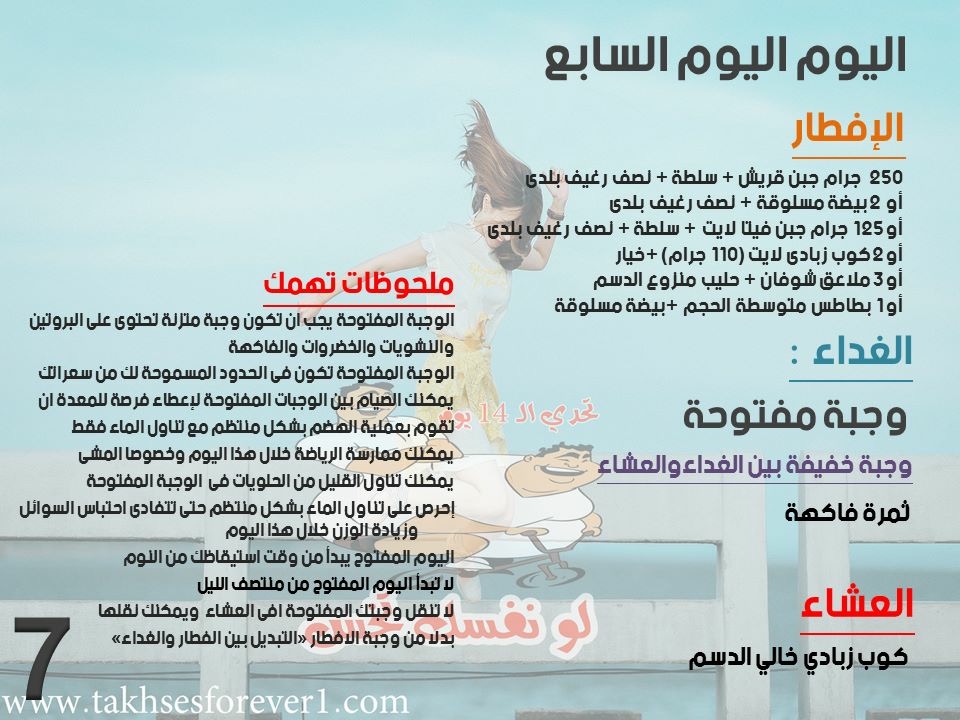 اليوم اليوم السابع
الإفطار
250 جرام جبن قريش + سلطة + نصف رغيف بلدى
أو 2 بيضة مسلوقة + نصف رغيف بلدى
أو 125 جرام جبن فيتا لايت + سلطة + نصف رغيف بلدى
أو 2 كوب زبادى لايت (110 جرام) +خيار
أو 3 ملاعق شوفان + حليب منزوع الدسم
أو 1 بطاطس متوسطة الحجم +بيضة مسلوقة
الغداء :
وجبة مفتوحة
وجبة خفيفة بين الغداءوالعشاء
ثمرة فاكهة
العشاء
كوب زبادي خالي الدسم
ملحوظات تهمك
الوجبة المفتوحة يجب ان تكون وجبة متزنة تحتوى على البروتين
والنشويات والخضروات والفاكهة
الوجبة المفتوحة تكون فى الحدود المسموحة لك من سعراتك
يمكنك الصيام بين الوجبات المفتوحة لإعطاء فرصة للمعدة ان
تقوم بعملية الهضم بشكل منتظم مع تناول الماء فقط
يمكنك ممارسة الرياضة خلال هذا اليوم وخصوصا المشى
يمكنك تناول القليل من الحلويات فى الوجبة المفتوحة
إحرص على تناول الماء بشكل منتظم حتى تتفادى احتباس السوائل
وزيادة الوزن خلال هذا اليوم
اليوم المفتوح يبدأ من وقت استيقاظك من النوم
لا تبدأ اليوم المفتوح من منتصف الليل
لا تنقل وجبتك المفتوحة افى العشاء ويمكنك نقلها
بدلا من وجبة الافطار «التبديل بين الفطار والغداء»
تحدي الـ 14 يوم
لو نفسك تخس
7
www.takhsesforever1.com